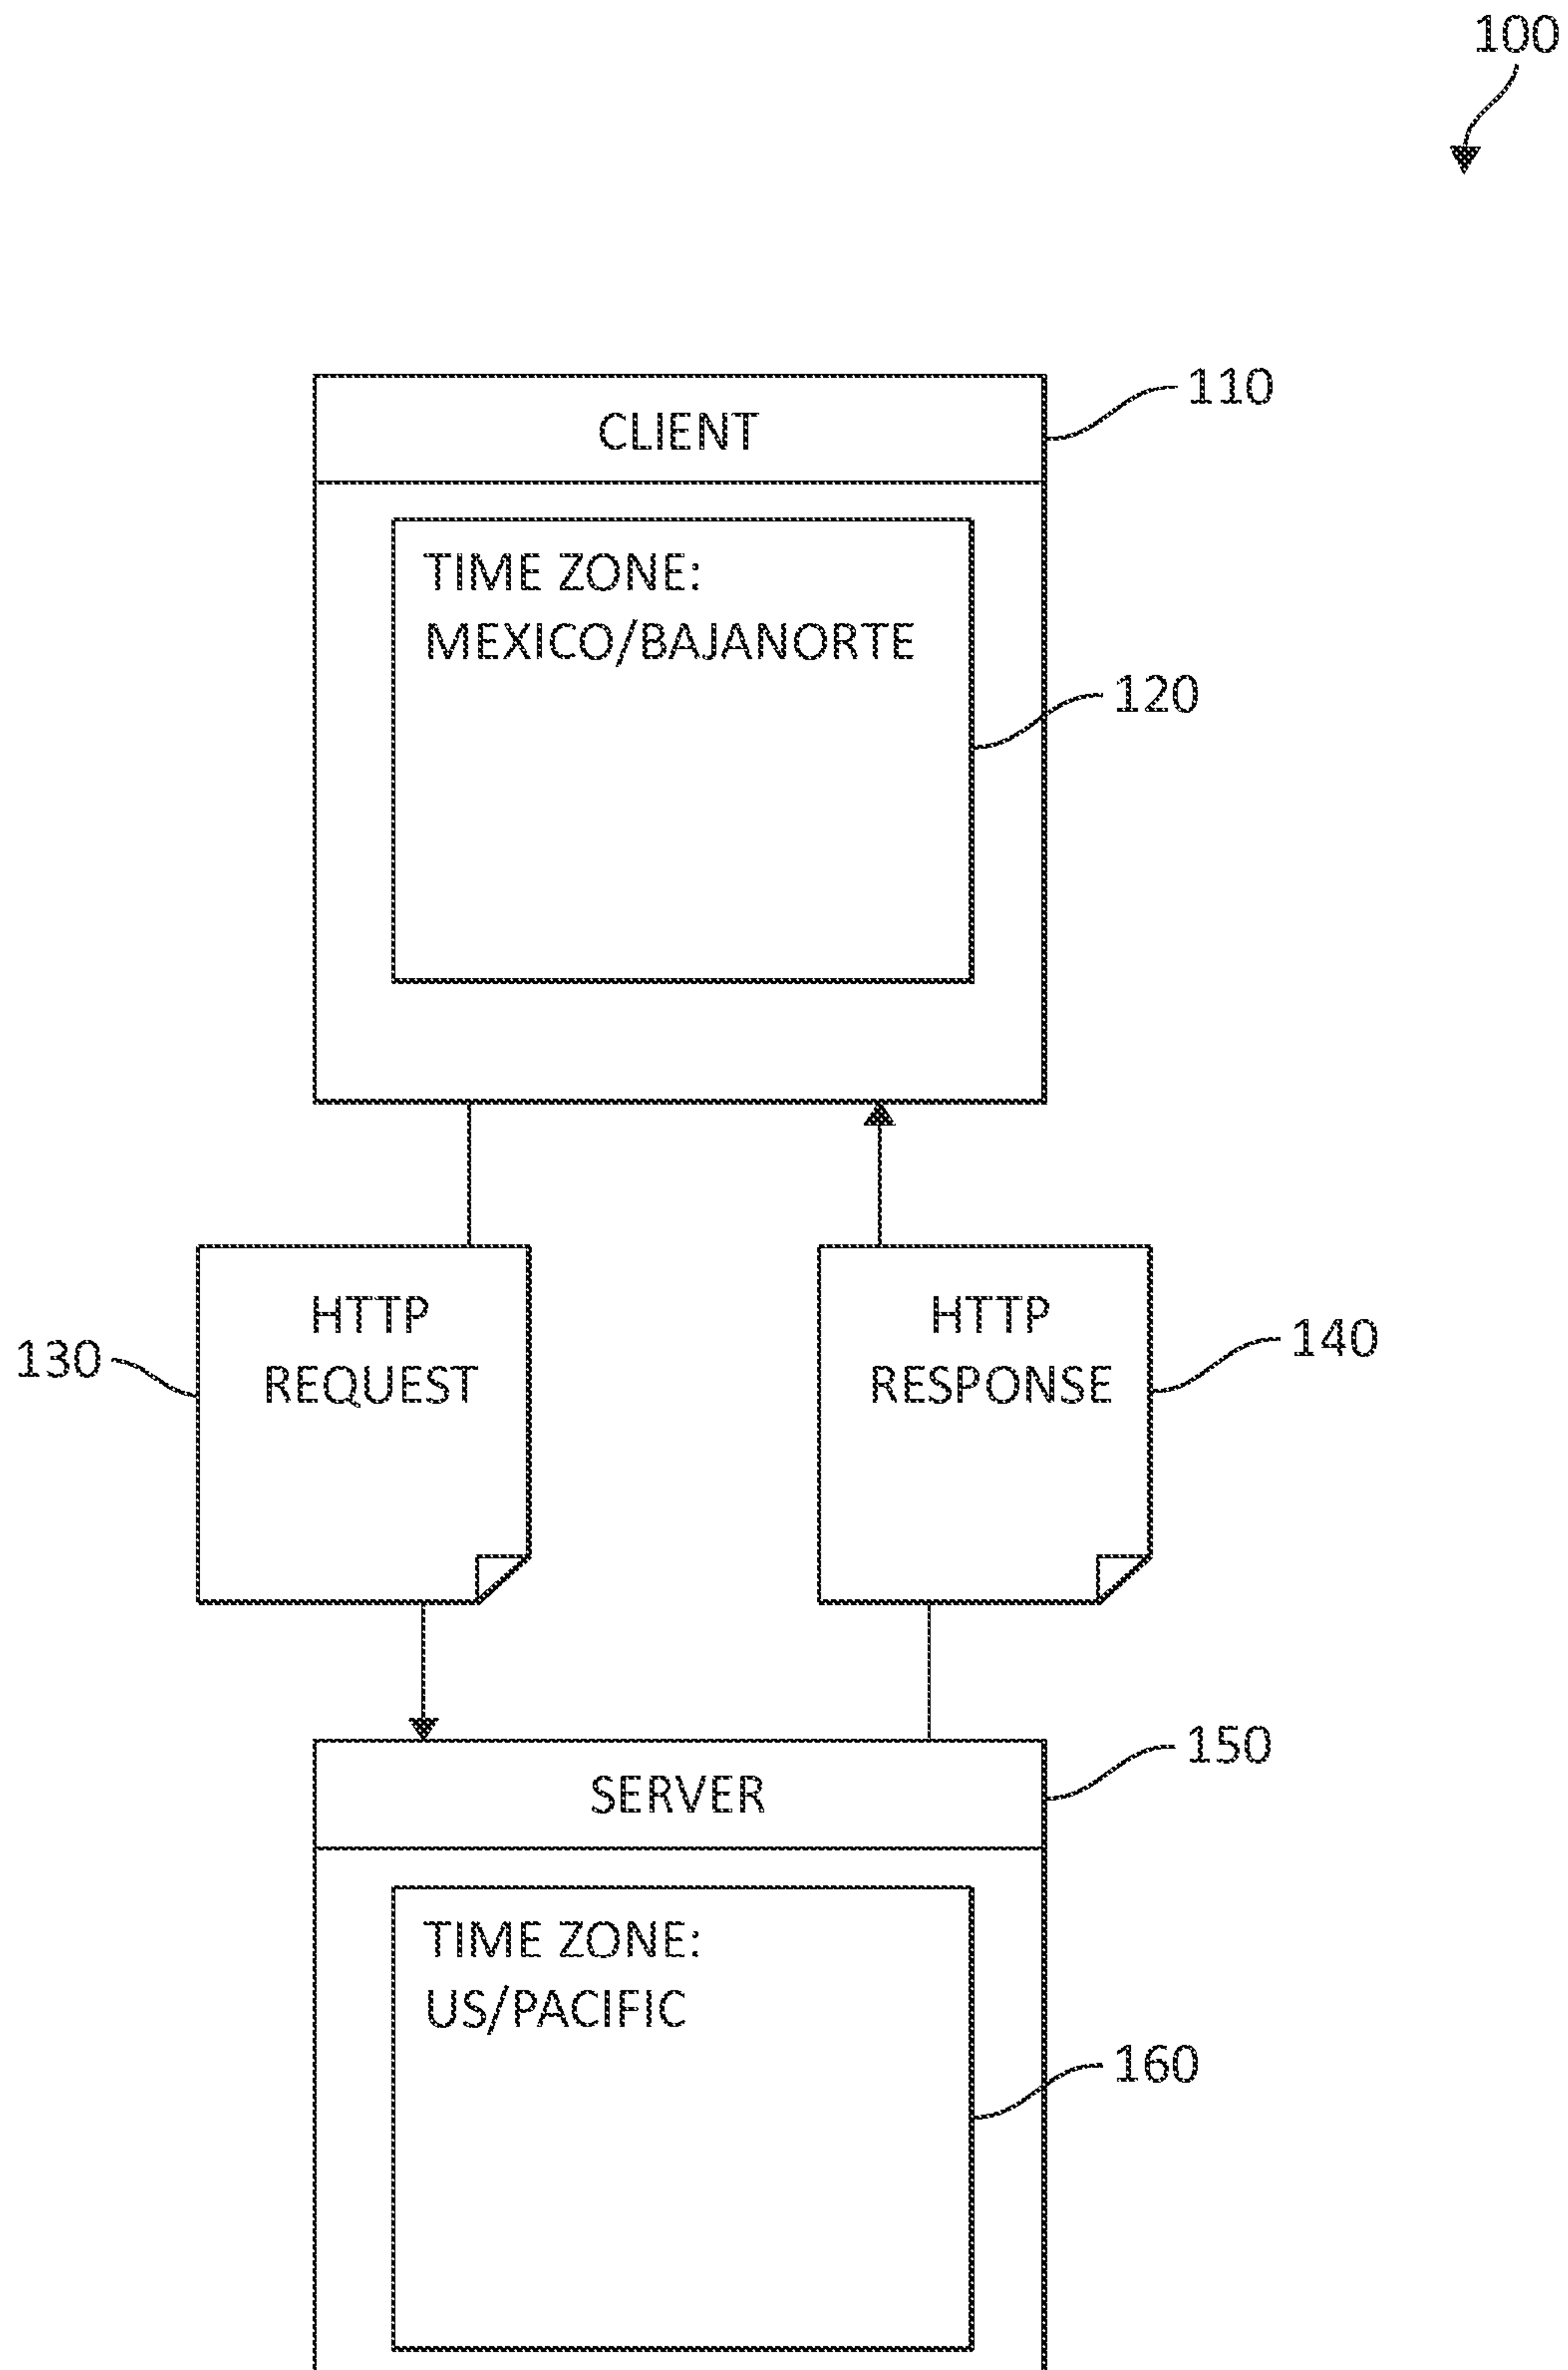 100
CLIENT
110
TIME ZONE:
MEXICO/BAJANORTE
120
HTTP
REQUEST
130
HTTP
RESPONSE
140
SERVER
150
TIME ZONE:
US/PACIFIC
160